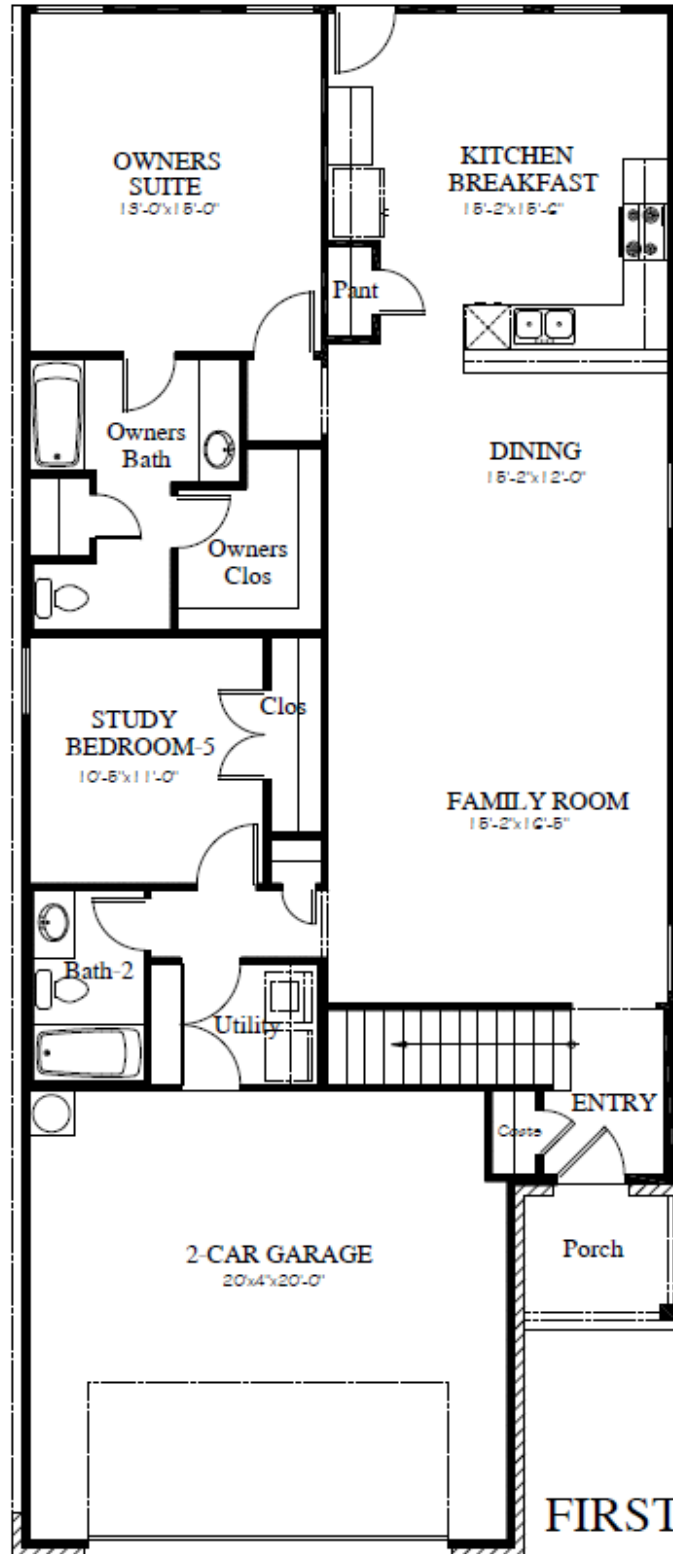 OWNERS
SUITE
13'-0"x15'-0"
KITCHEN
BREAKFAST
15'-2"x15'-6"
Pant
Owners
Bath
DINING
15'-2"x12'-0"
Owners
Clos
Clos
STUDY
BEDROOM-5
10'-5"x11'-0"
FAMILY ROOM
15'-2"x16'-5"
Bath-2
Utility
ENTRY
Coats
2-CAR GARAGE
20'x4"x20'-0"
Porch
FIRST